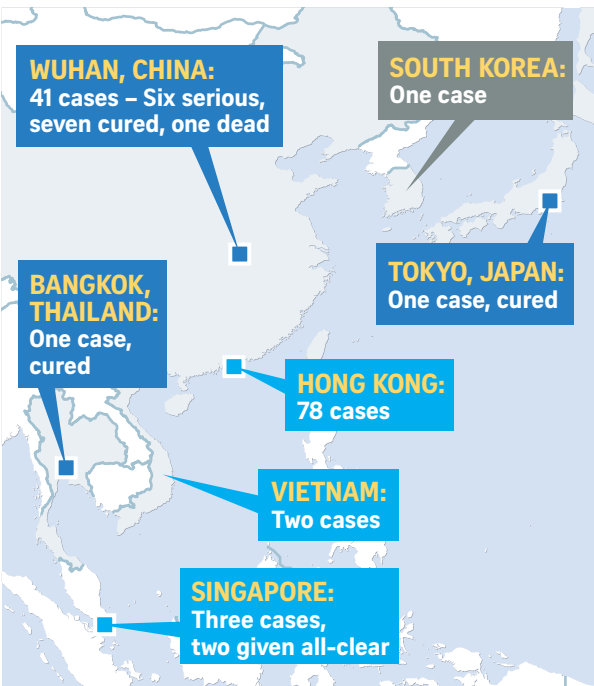 WUHAN, CHINA:
41 cases – Six serious,
seven cured, one dead
SOUTH KOREA:
One case
BANGKOK,
THAILAND:
One case,
cured
TOKYO, JAPAN:
One case, cured
HONG KONG:
78 cases
VIETNAM:
Two cases
SINGAPORE:
Three cases,
two given all-clear